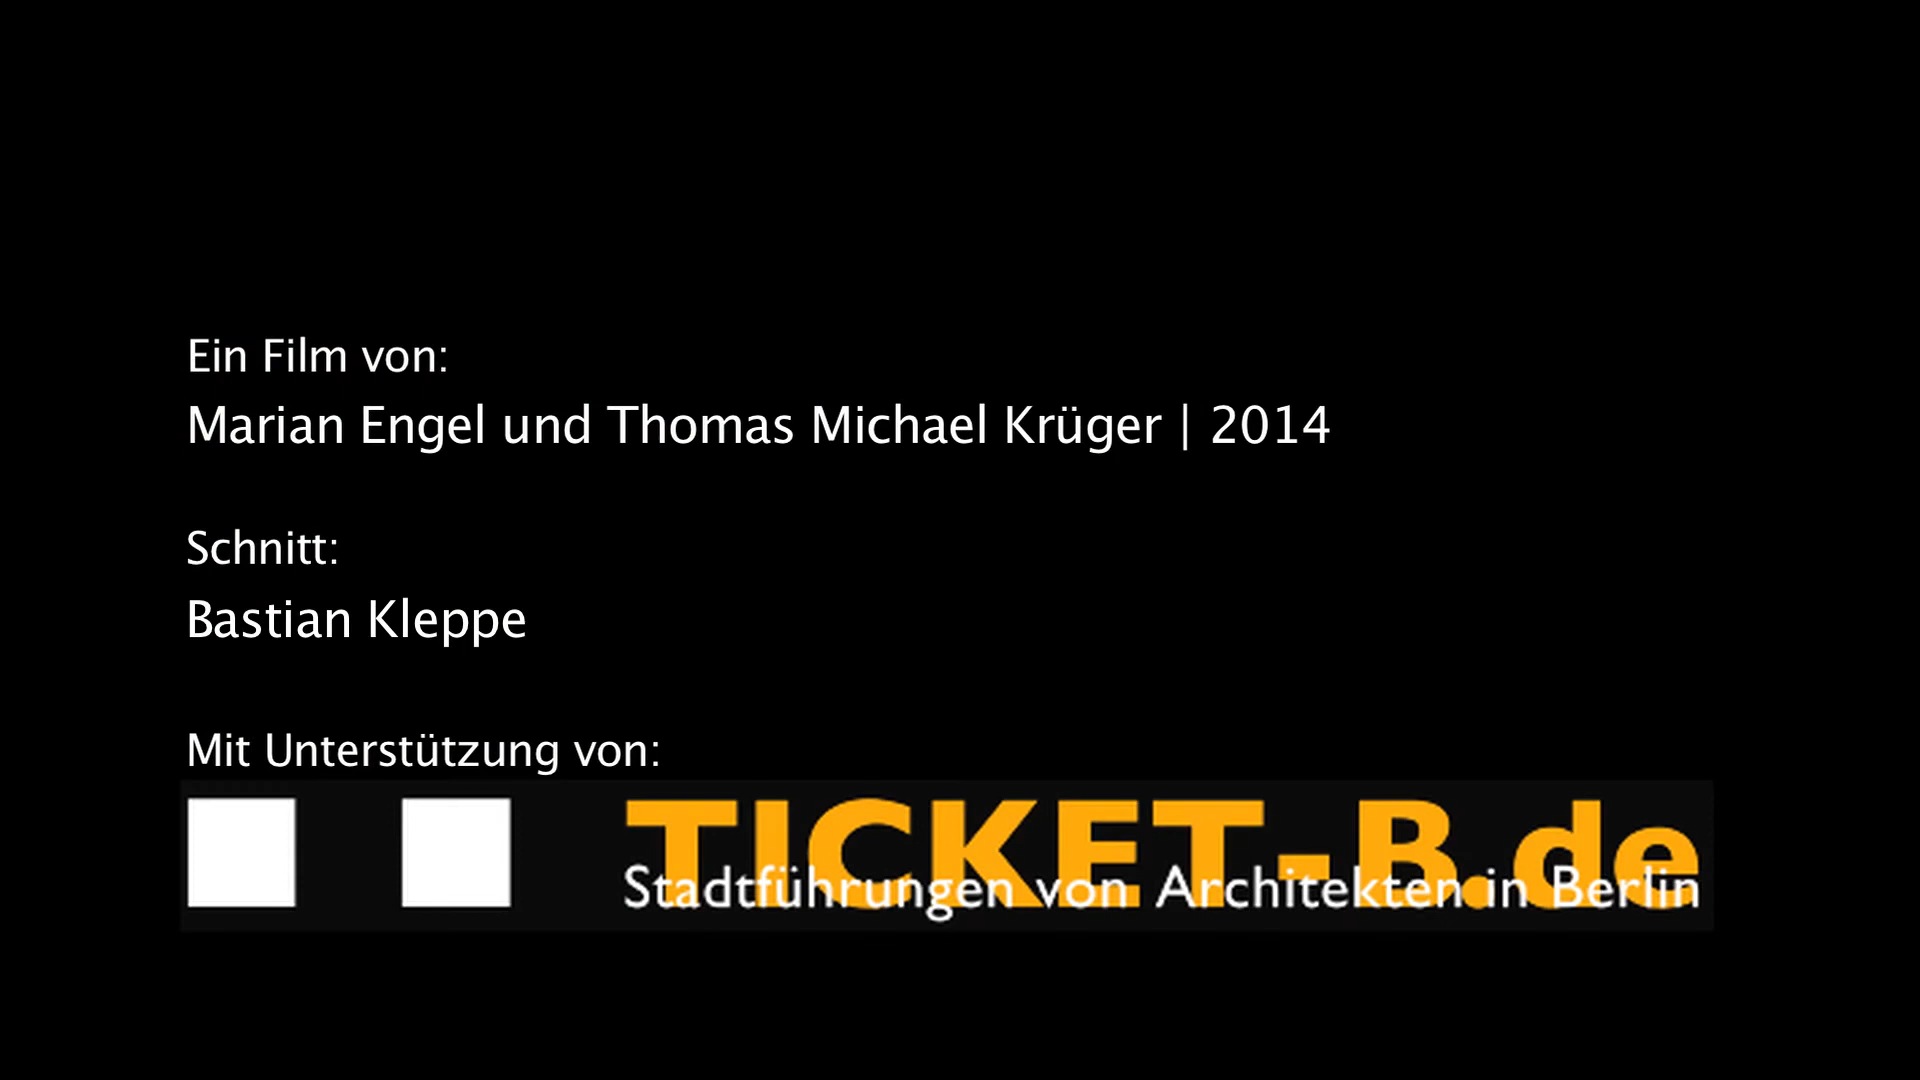 Ein Film von:
Marian Engel und Thomas Michael Krüger | 2014
Schnitt:
Bastian Kleppe
Mit Unterstützung von:
TICKET-B.de
Stadtführungen von Architekten in Berlin